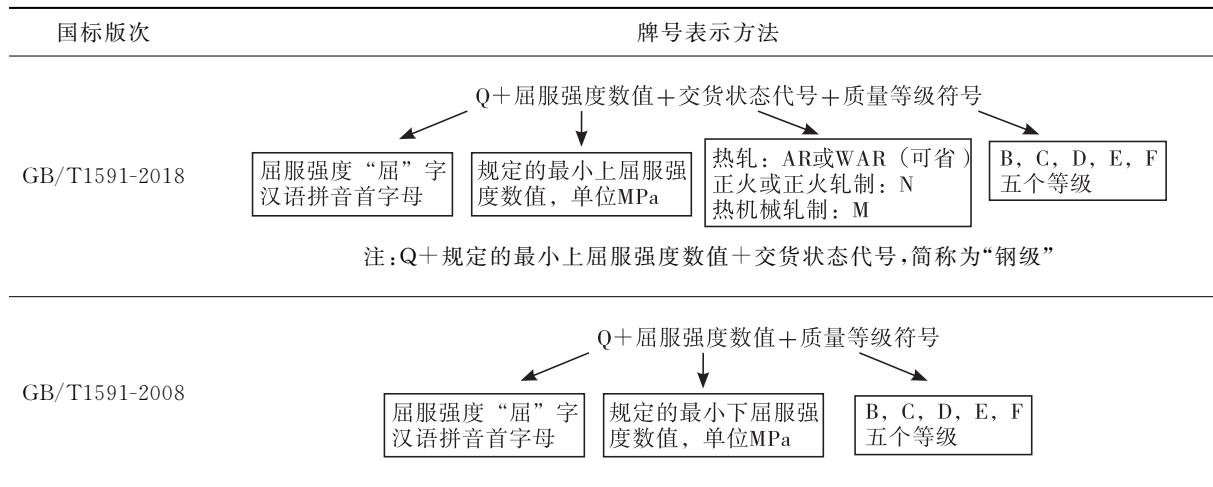 国标版次 牌号表示方法
Q+屈服强度数值+交货状态代号+质量等级符号
GB/T1591-2018
屈服强度“屈”字
汉语拼音首字母
规定的最小上屈服强
度数值，单位MPa
热轧：AR或WAR（可省）
正火或正火轧制：N
热机械轧制：M
B，C，D，E，F
五个等级
注:Q+规定的最小上屈服强度数值+交货状态代号,简称为“钢级”
Q+屈服强度数值+质量等级符号
GB/T1591-2008
屈服强度“屈”字
汉语拼音首字母
规定的最小下屈服强
度数值，单位MPa
B，C，D，E，F
五个等级